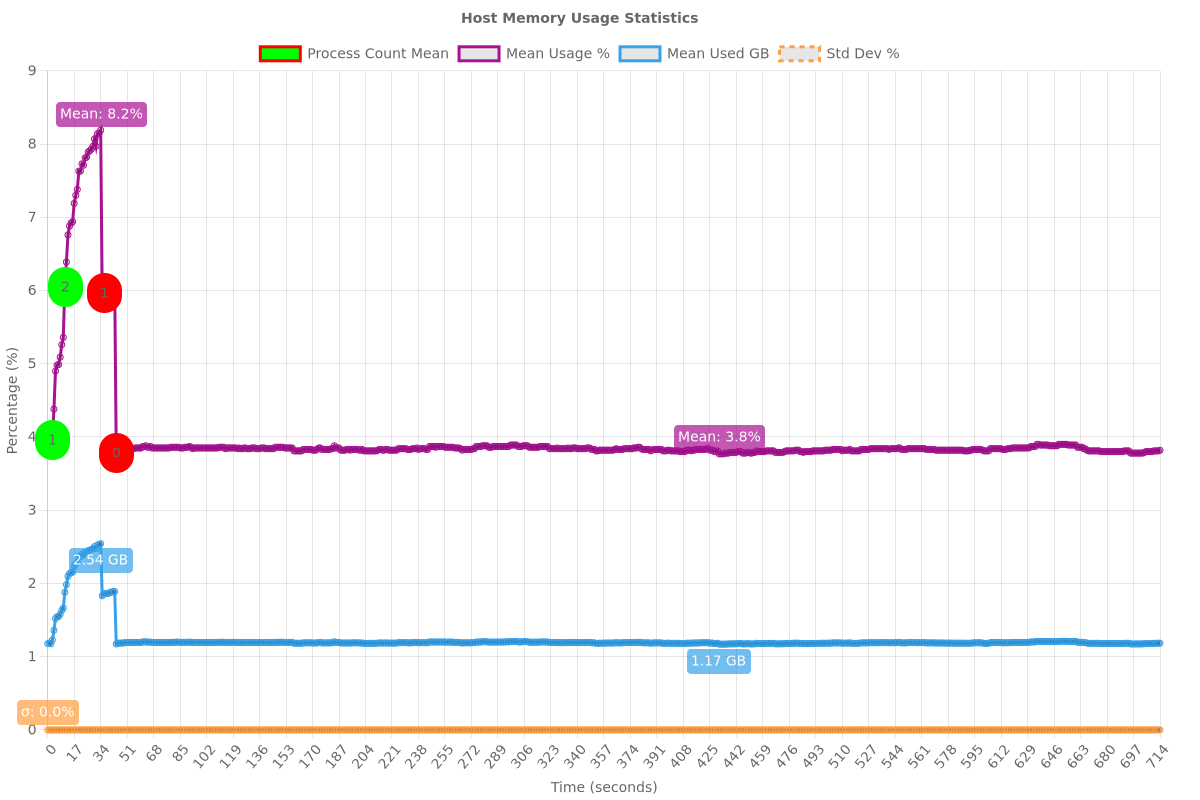 Host Memory Usage Statistics
Process Count Mean Mean Usage % Mean Used GB Std Dev %
9
Mean: 8.2%
8
7
2 1
6
5
Percentage (%)
4
1 0
Mean: 3.8%
3
2.54 GB
2
1
1.17 GB
σ: 0.0%
0
0 17 34 51 68 85 102 119 136 153 170 187 204 221 238 255 272 289 306 323 340 357 374 391 408 425 442 459 476 493 510 527 544 561 578 595 612 629 646 663 680 697 714
Time (seconds)